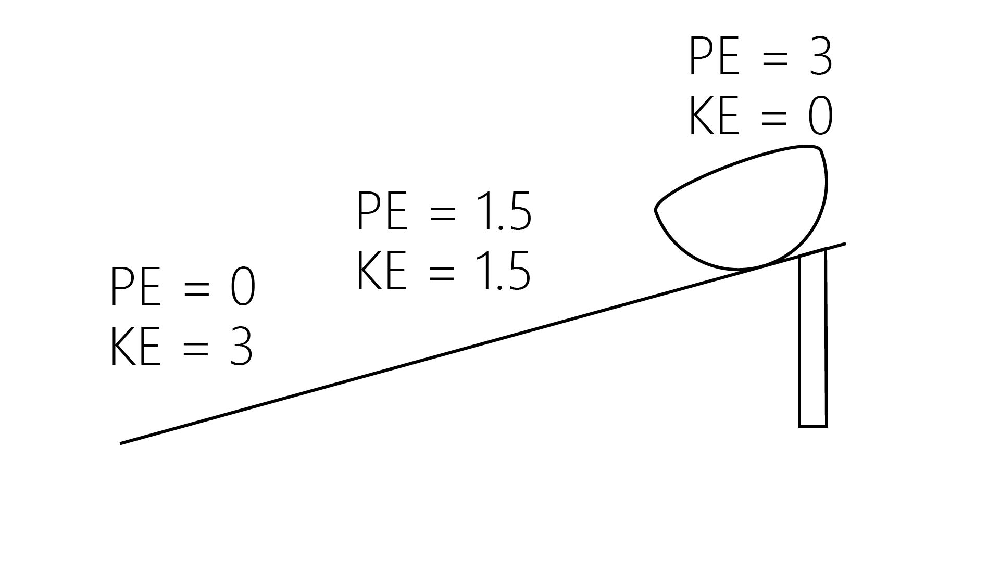 PE = 3
KE = 0
PE = 1.5
KE = 1.5
PE = 0
KE = 3